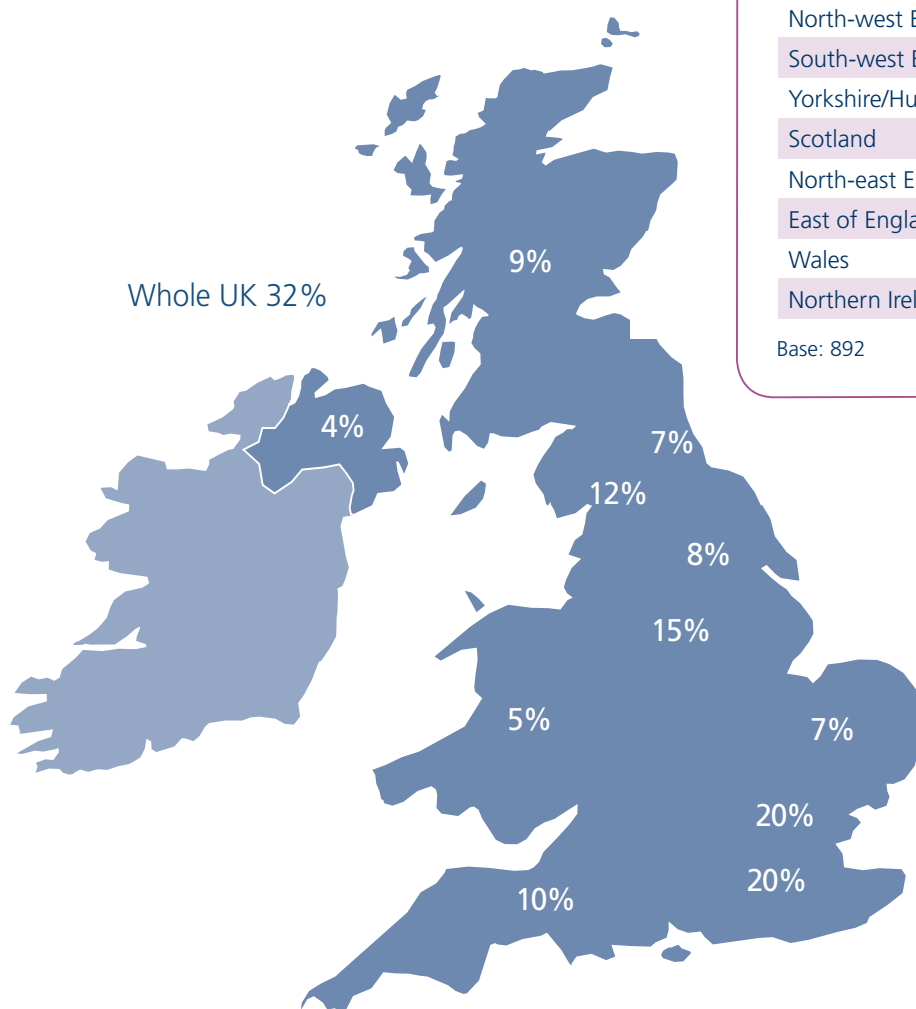 North-west E
South-west E
Yorkshire/Hu
Scotland
North-east E
East of Engla
Wales
Northern Irel
Base: 892
Whole UK 32%
9%
4%
7%
12%
8%
15%
5%
7%
20%
20%
10%